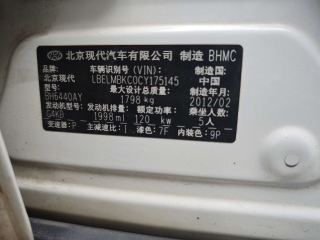 北京现代汽车有限公司 制造 BHMC
品牌: 车辆识别号(VIN): 制造国:
北京现代 LBELMBKC0CY175145 中国
型号: 最大设计总质量: 制造年月:
BH6440AY 1798 kg 2012/02
发动机型号: 发动机排量: 额定功率: 乘坐人数:
G4KD 1998 ml 120 kw 5人
变速器: P 主减速比: I 漆色: 7F 内装色: 9P